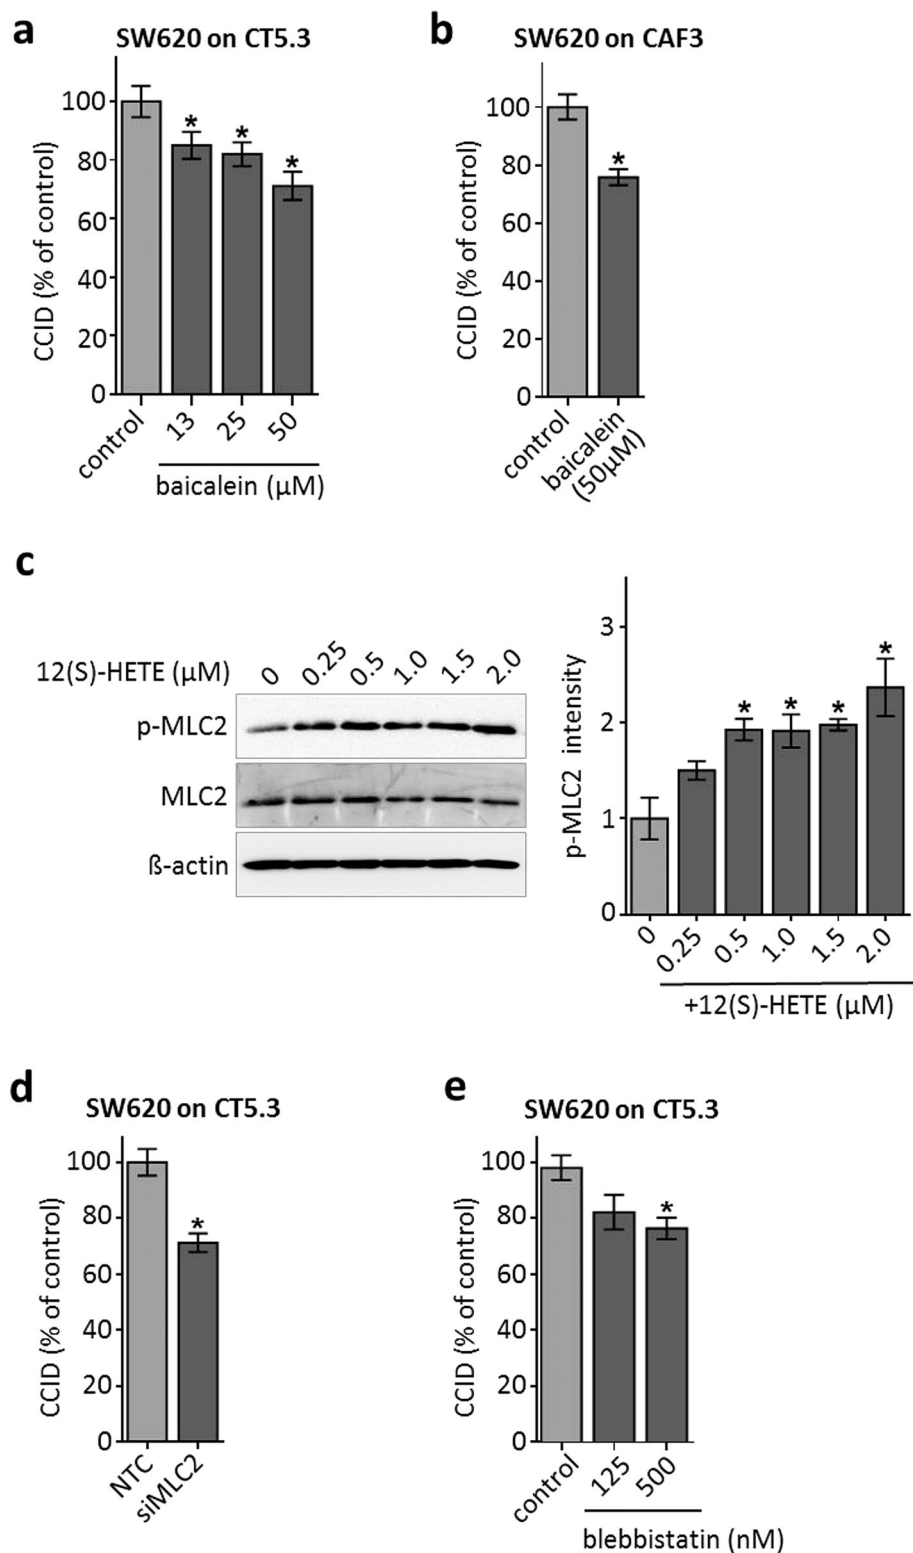 a
SW620 on CT5.3
CCID (% of control)
100
80
60
40
20
0
*
*
*
control
13
25
50
baicalein (µM)
b
SW620 on CAF3
CCID (% of control)
100
80
60
40
20
0
*
control
baicalein
(50µM)
c
12(S)-HETE (µM)
0
0.25
0.5
1.0
1.5
2.0
p-MLC2
MLC2
ß-actin
p-MLC2 intensity
3
2
1
0
*
*
*
*
0
0.25
0.5
1.0
1.5
2.0
+12(S)-HETE (µM)
d
SW620 on CT5.3
CCID (% of control)
100
80
60
40
20
0
*
NTC
siMLC2
e
SW620 on CT5.3
CCID (% of control)
100
80
60
40
20
0
*
control
125
500
blebbistatin (nM)